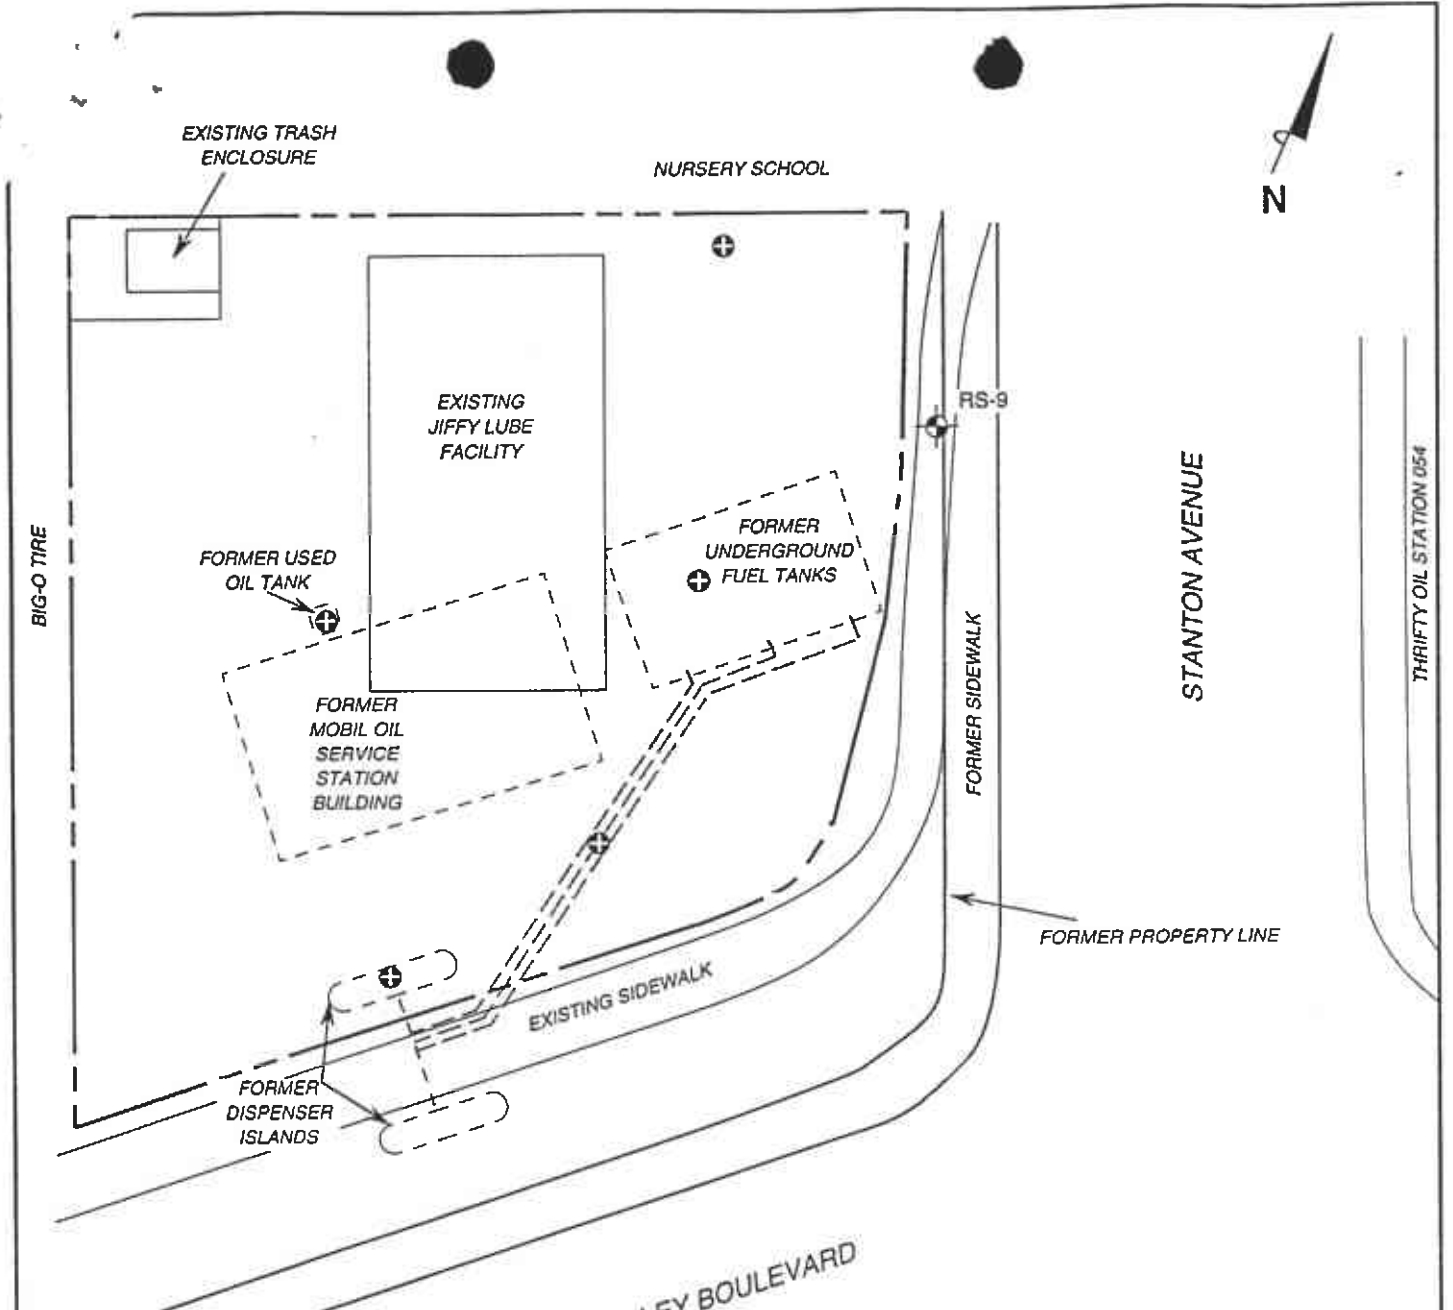 EXISTING TRASH
ENCLOSURE
NURSERY SCHOOL
N
EXISTING
JIFFY LUBE
FACILITY
RS-9
FORMER USED
OIL TANK
FORMER
UNDERGROUND
FUEL TANKS
BIG-O TIRE
STANTON AVENUE
THRIFTY OIL STATION 054
FORMER SIDEWALK
FORMER
MOBIL OIL
SERVICE
STATION
BUILDING
FORMER PROPERTY LINE
EXISTING SIDEWALK
FORMER
DISPENSER
ISLANDS
BOULEVARD